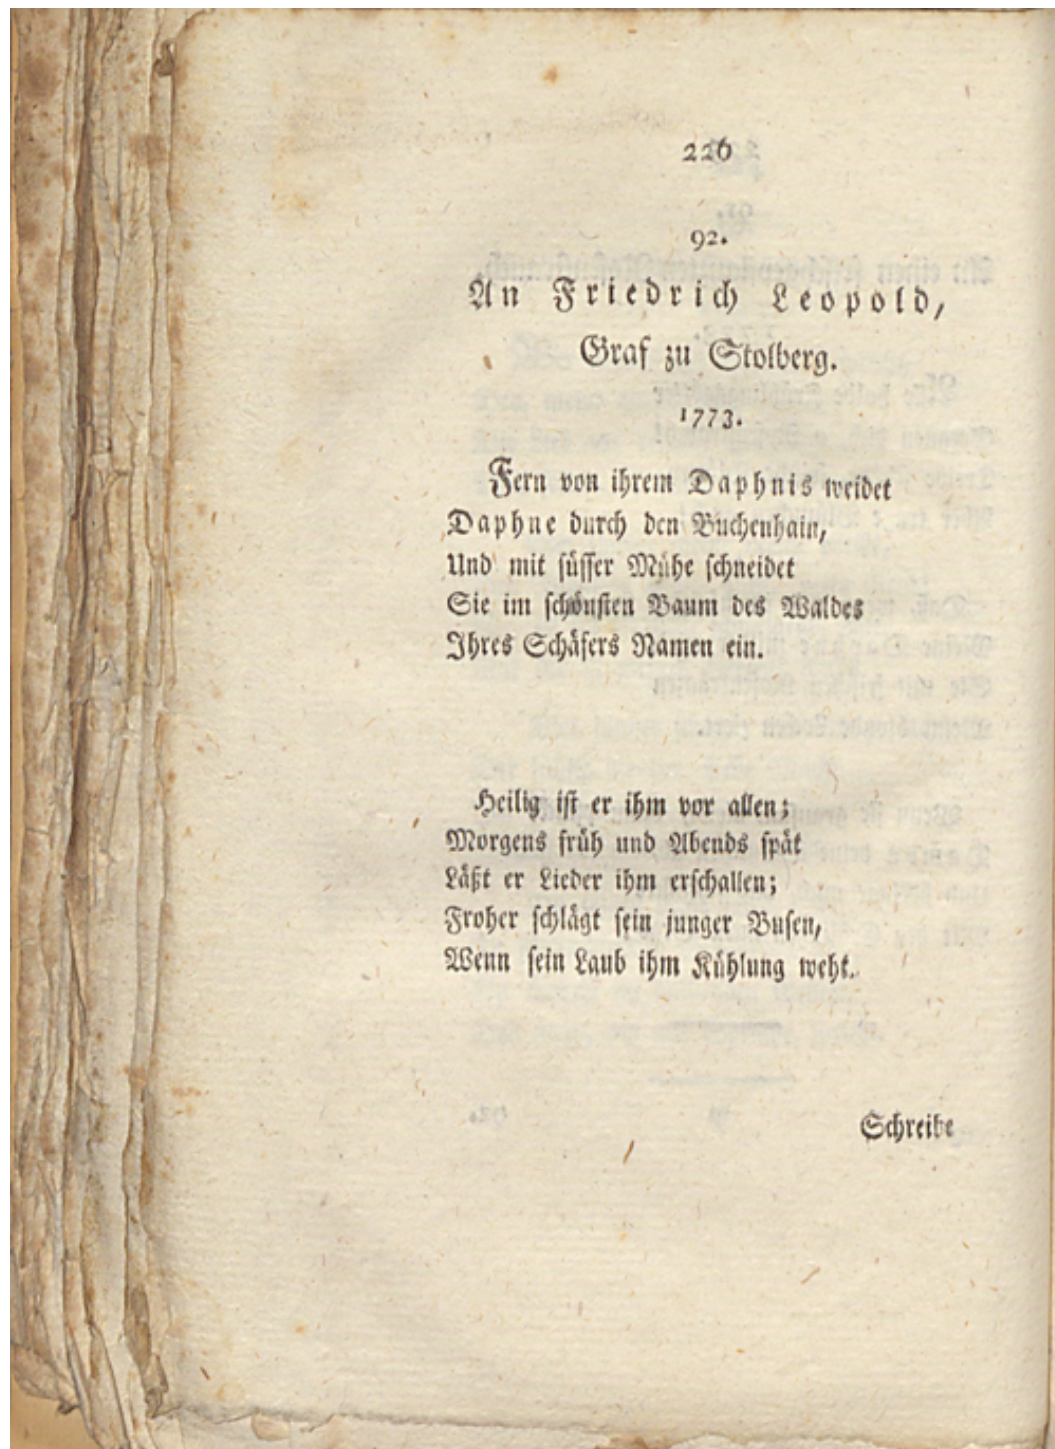 226
92.
An Friedrich Leopold,
Graf zu Stolberg.
1773.
Fern von ihrem Daphnis weidet
Daphne durch den Buchenhain,
Und mit süsser Mühe schneidet
Sie im schönsten Baum des Waldes
Ihres Schäfers Namen ein.
Heilig ist er ihm vor allen;
Morgens früh und Abends spät
Läßt er Lieder ihm erschallen;
Froher schlägt sein junger Busen,
Wenn sein Laub ihm Kühlung weht.
Schreibe